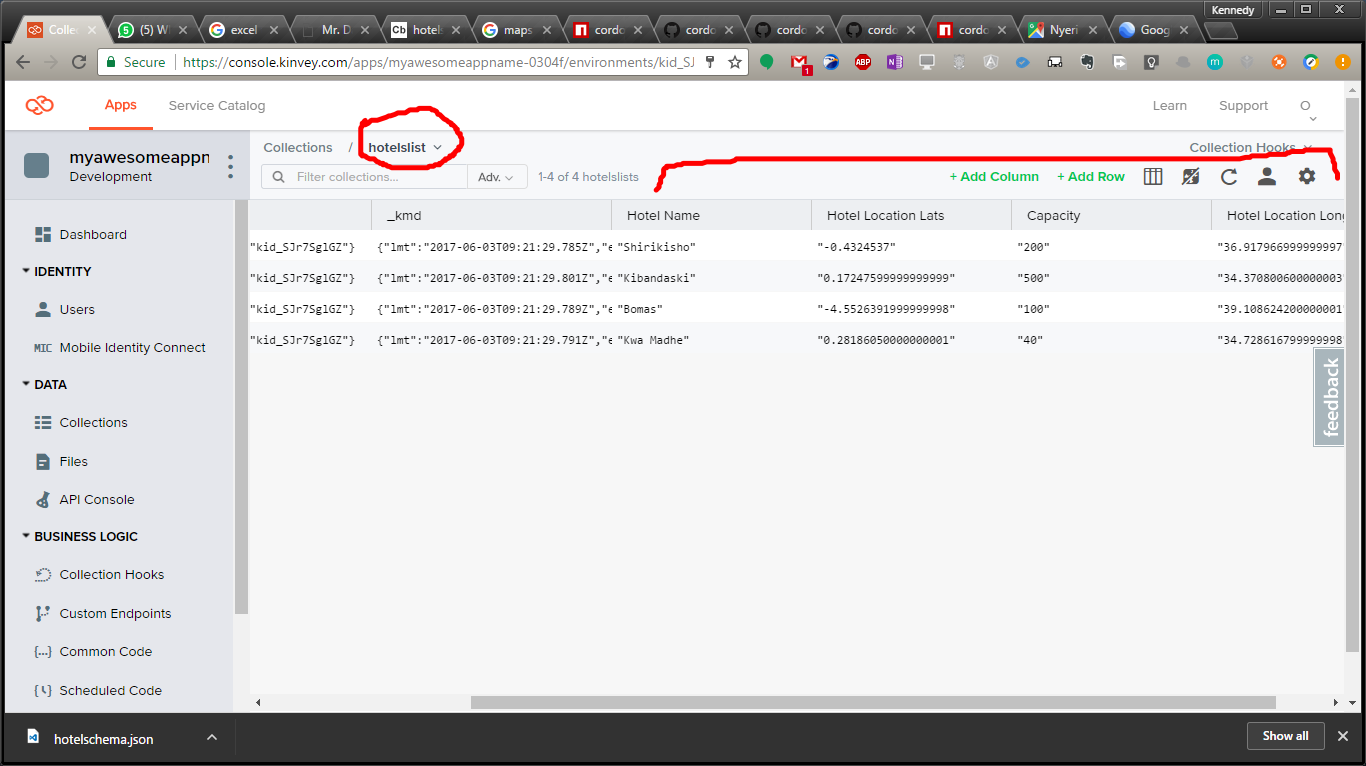 Kennedy
Collec
(5) W
excel
Mr. D
Cb hotels
maps
cordo
cordo
cordo
cordo
cordo
Nyeri
Goog
Secure https://console.kinvey.com/apps/myawesomeappname-0304f/environments/kid_SJ
ABP
1
Apps Service Catalog Learn Support O
myawesomeappn
Development
Collections / hotelslist Collection Hooks
Filter collections... Adv. 1-4 of 4 hotelslists + Add Column + Add Row
_kmd Hotel Name Hotel Location Lats Capacity Hotel Location Long
"kid_SJr7SglGZ"} {"lmt":"2017-06-03T09:21:29.785Z","e "Shirikisho" "-0.4324537" "200" "36.917966999999997"
"kid_SJr7SglGZ"} {"lmt":"2017-06-03T09:21:29.801Z","e "Kibandaski" "0.17247599999999999" "500" "34.370800600000003"
"kid_SJr7SglGZ"} {"lmt":"2017-06-03T09:21:29.789Z","e "Bomas" "-4.5526391999999998" "100" "39.108624200000001"
"kid_SJr7SglGZ"} {"lmt":"2017-06-03T09:21:29.791Z","e "Kwa Madhe" "0.28186050000000001" "40" "34.728616799999998"
Dashboard
IDENTITY
Users
MIC Mobile Identity Connect
DATA
Collections
Files
API Console
BUSINESS LOGIC
Collection Hooks
Custom Endpoints
{...} Common Code
Scheduled Code
feedback
hotelschema.json
Show all